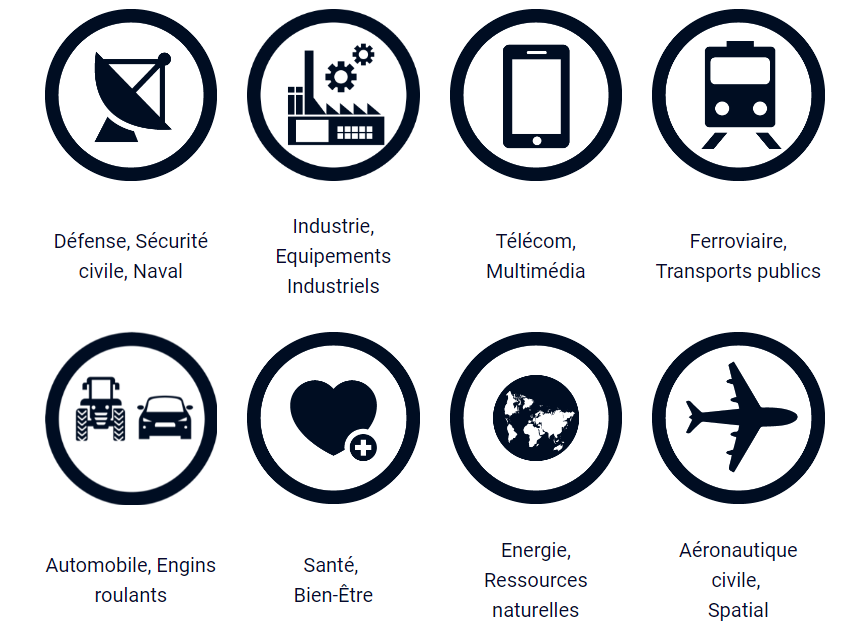 Défense, Sécurité
civile, Naval
Industrie,
Equipements
Industriels
Télécom,
Multimédia
Ferroviaire,
Transports publics
Automobile, Engins
roulants
Santé,
Bien-Être
Energie,
Ressources
naturelles
Aéronautique
civile,
Spatial